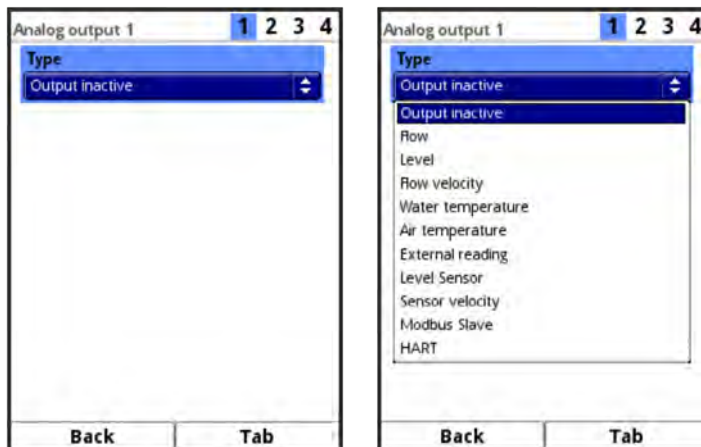 Analog output 1 1 2 3 4
Type
Output inactive
Back Tab
Analog output 1 1 2 3 4
Type
Output inactive
Output inactive
Flow
Level
Flow velocity
Water temperature
Air temperature
External reading
Level Sensor
Sensor velocity
Modbus Slave
HART
Back Tab